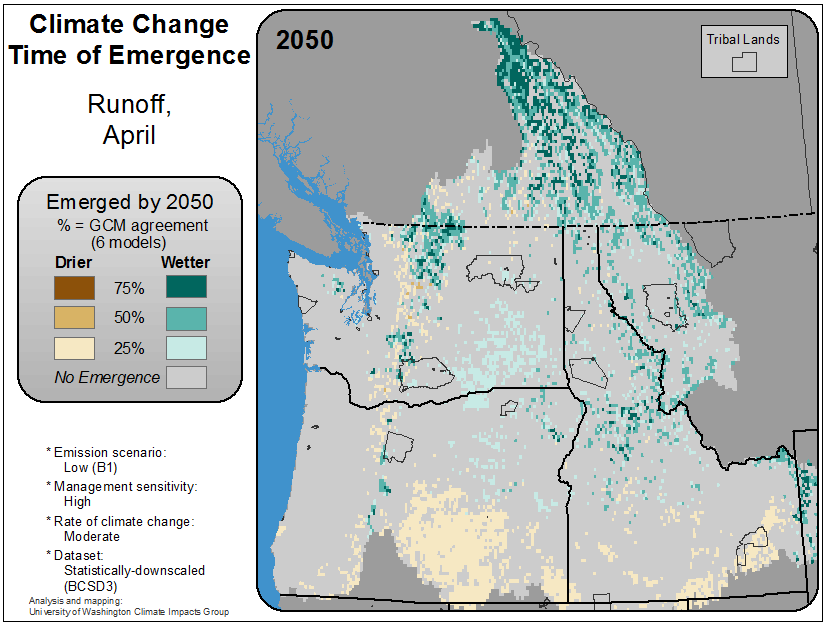 Climate Change
Time of Emergence
Runoff,
April
Emerged by 2050
% = GCM agreement
(6 models)
Drier Wetter
75%
50%
25%
No Emergence
* Emission scenario:
Low (B1)
* Management sensitivity:
High
* Rate of climate change:
Moderate
* Dataset:
Statistically-downscaled
(BCSD3)
Analysis and mapping:
University of Washington Climate Impacts Group
2050
Tribal Lands